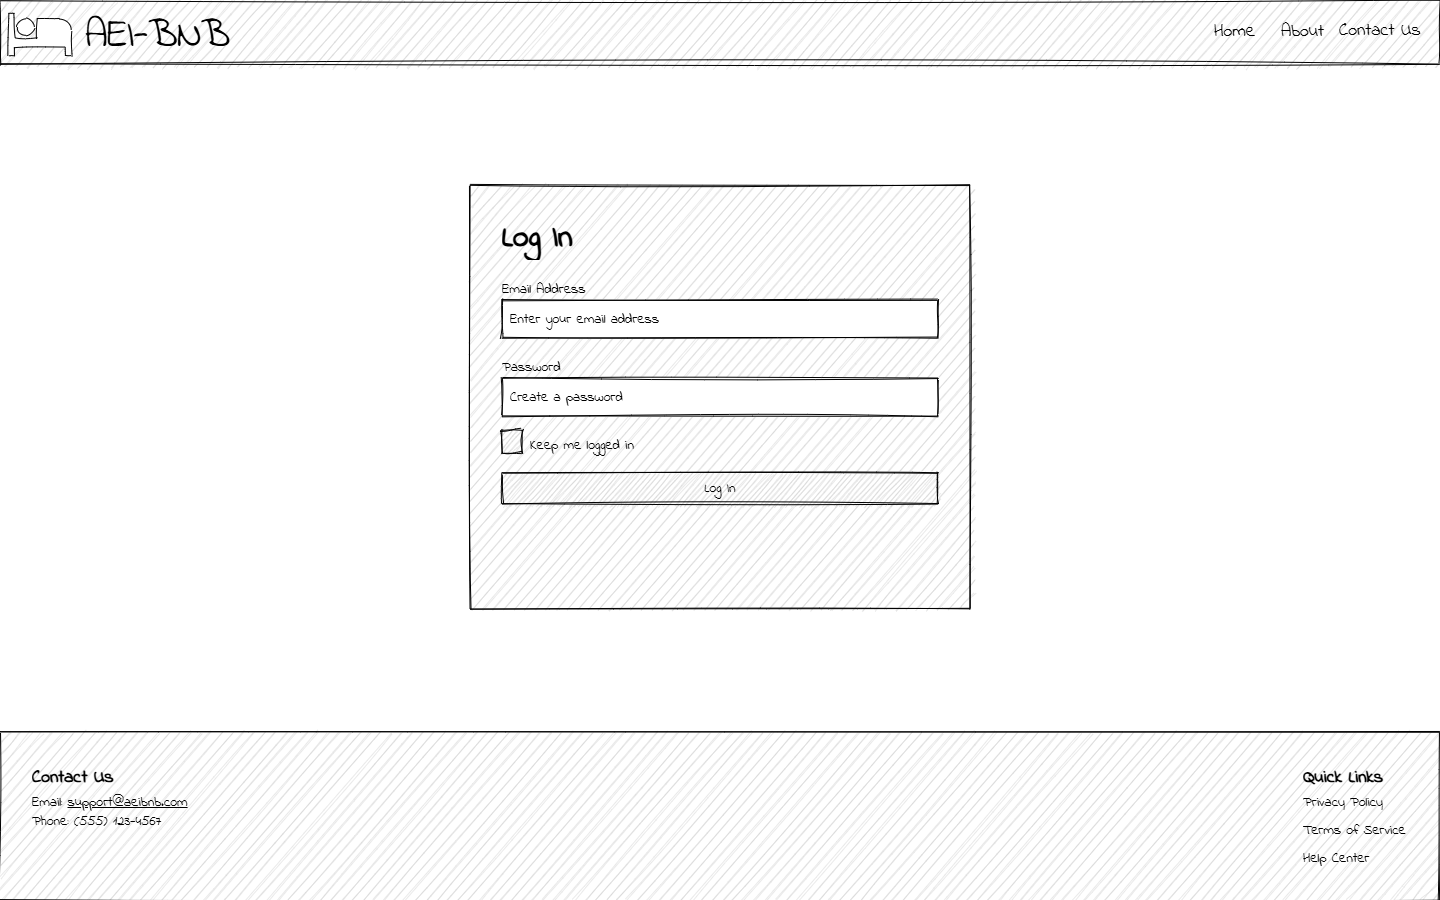 AEI-BNB
Home About Contact Us
Log In
Email Address
Enter your email address
Password
Create a password
Keep me logged in
Log In
Contact Us
Email: support@aeibnb.com
Phone: (555) 123-4567
Quick Links
Privacy Policy
Terms of Service
Help Center